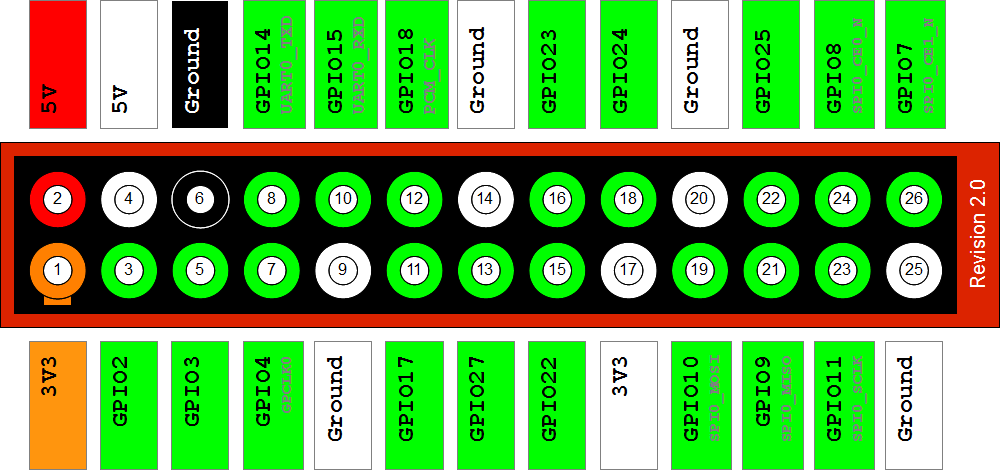 5V
5V
Ground
GPIO14
UART0_TXD
GPIO15
UART0_RXD
GPIO18
PCM_CLK
Ground
GPIO23
GPIO24
Ground
GPIO25
GPIO8
SPI0_CE0_N
GPIO7
SPI0_CE1_N
2 4 6 8 10 12 14 16 18 20 22 24 26
1 3 5 7 9 11 13 15 17 19 21 23 25
Revision 2.0
3V3
GPIO2
GPIO3
GPIO4
GPCLK0
Ground
GPIO17
GPIO27
GPIO22
3V3
GPIO10
SPI0_MOSI
GPIO9
SPI0_MISO
GPIO11
SPI0_SCLK
Ground